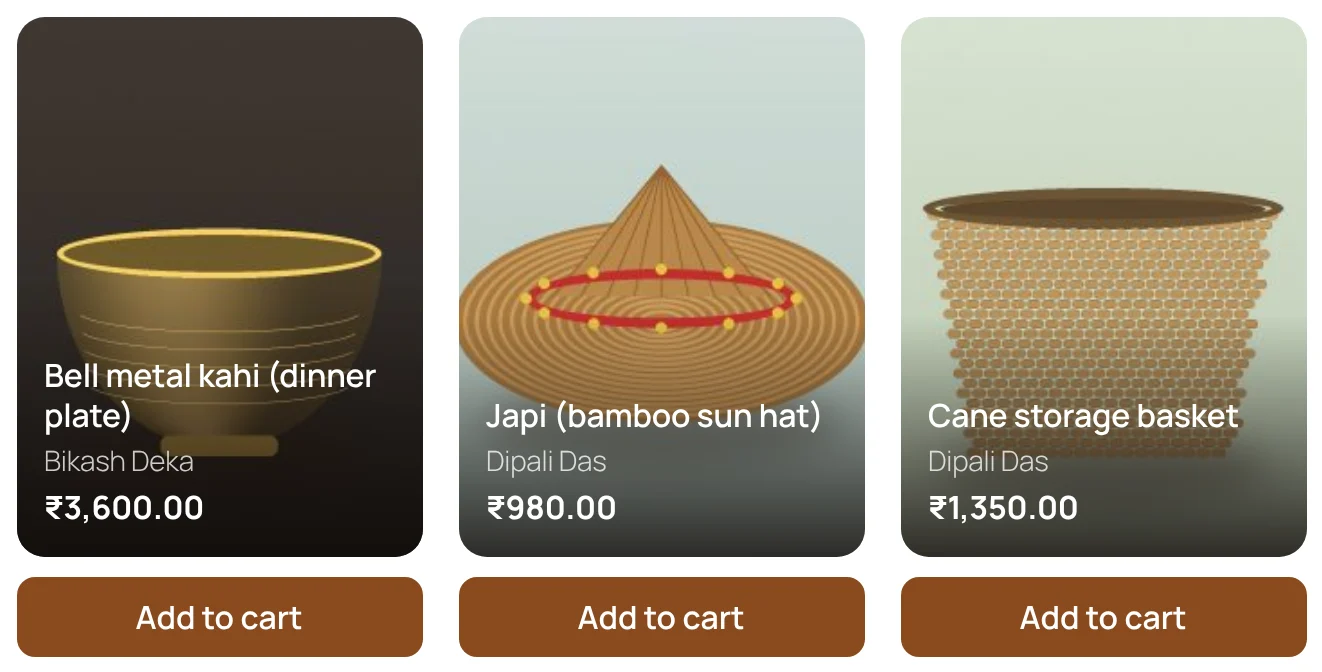 Bell metal kahi (dinner
plate)
Bikash Deka
₹3,600.00
Add to cart
Japi (bamboo sun hat)
Dipali Das
₹980.00
Add to cart
Cane storage basket
Dipali Das
₹1,350.00
Add to cart